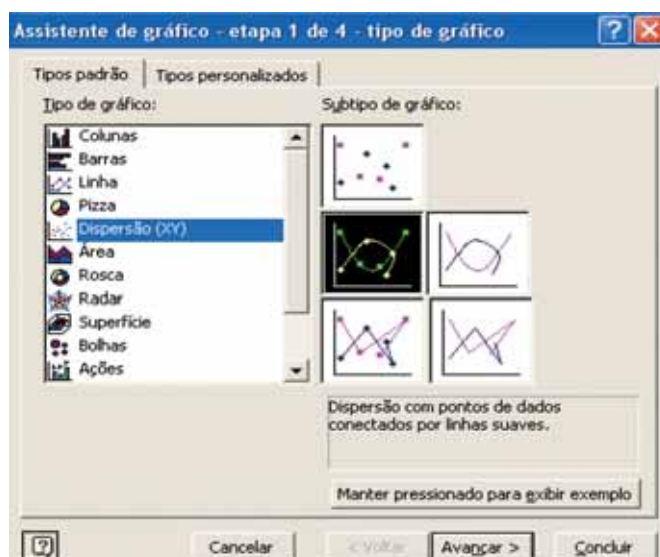 Assistente de gráfico - etapa 1 de 4 - tipo de gráfico
Tipos padrão
Tipos personalizados
Tipo de gráfico:
Colunas
Barras
Linha
Pizza
Dispersão (XY)
Área
Rosca
Radar
Superfície
Bolhas
Ações
Subtipo de gráfico:
Dispersão com pontos de dados
conectados por linhas suaves.
Manter pressionado para exibir exemplo
Cancelar
< Voltar
Avançar >
Concluir